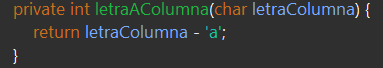 private int letraAColumna(char letraColumna) {
    return letraColumna - 'a';
}